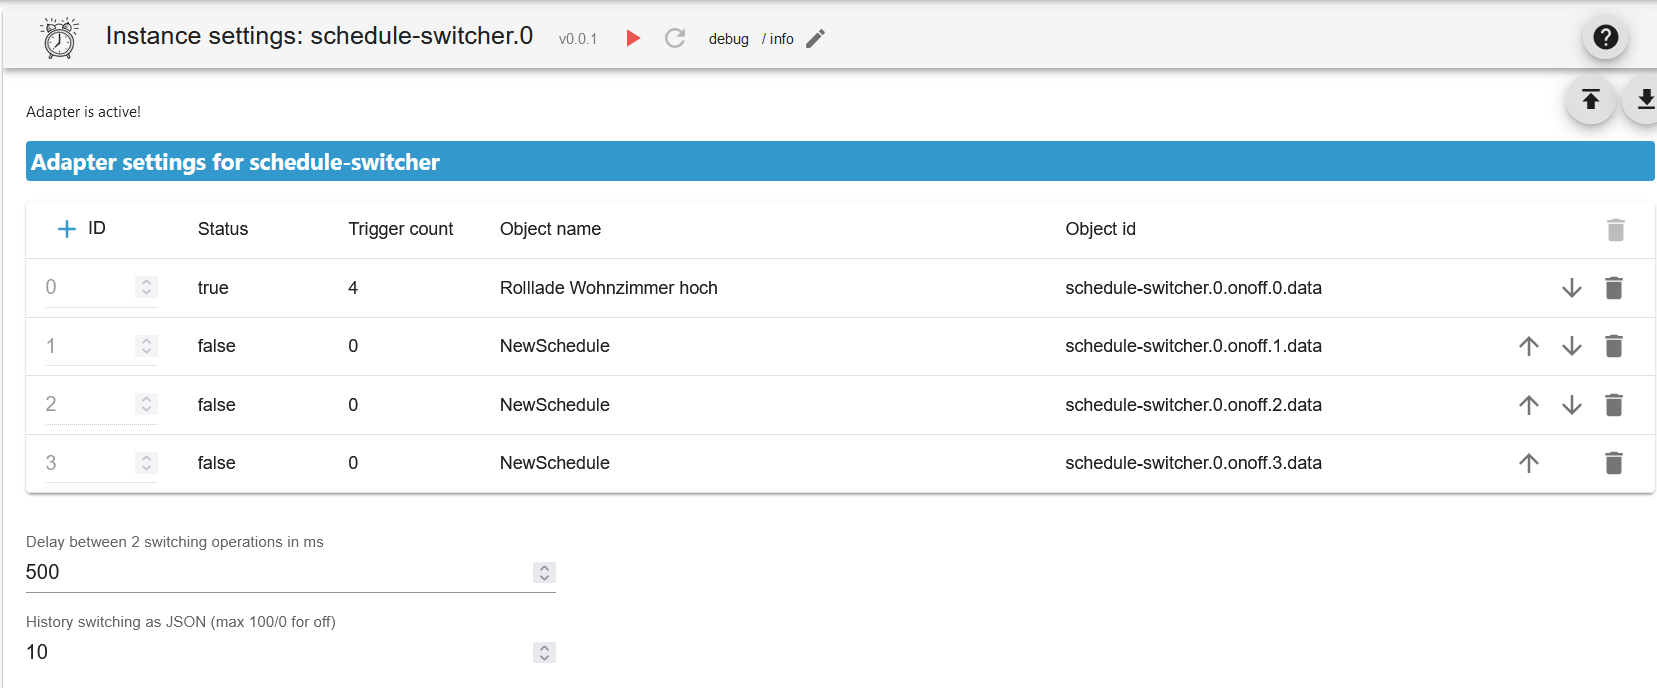 Instance settings: schedule-switcher.0 v0.0.1 debug / info
Adapter is active!
Adapter settings for schedule-switcher
ID Status Trigger count Object name Object id
0 true 4 Rolllade Wohnzimmer hoch schedule-switcher.0.onoff.0.data
1 false 0 NewSchedule schedule-switcher.0.onoff.1.data
2 false 0 NewSchedule schedule-switcher.0.onoff.2.data
3 false 0 NewSchedule schedule-switcher.0.onoff.3.data
Delay between 2 switching operations in ms
500
History switching as JSON (max 100/0 for off)
10